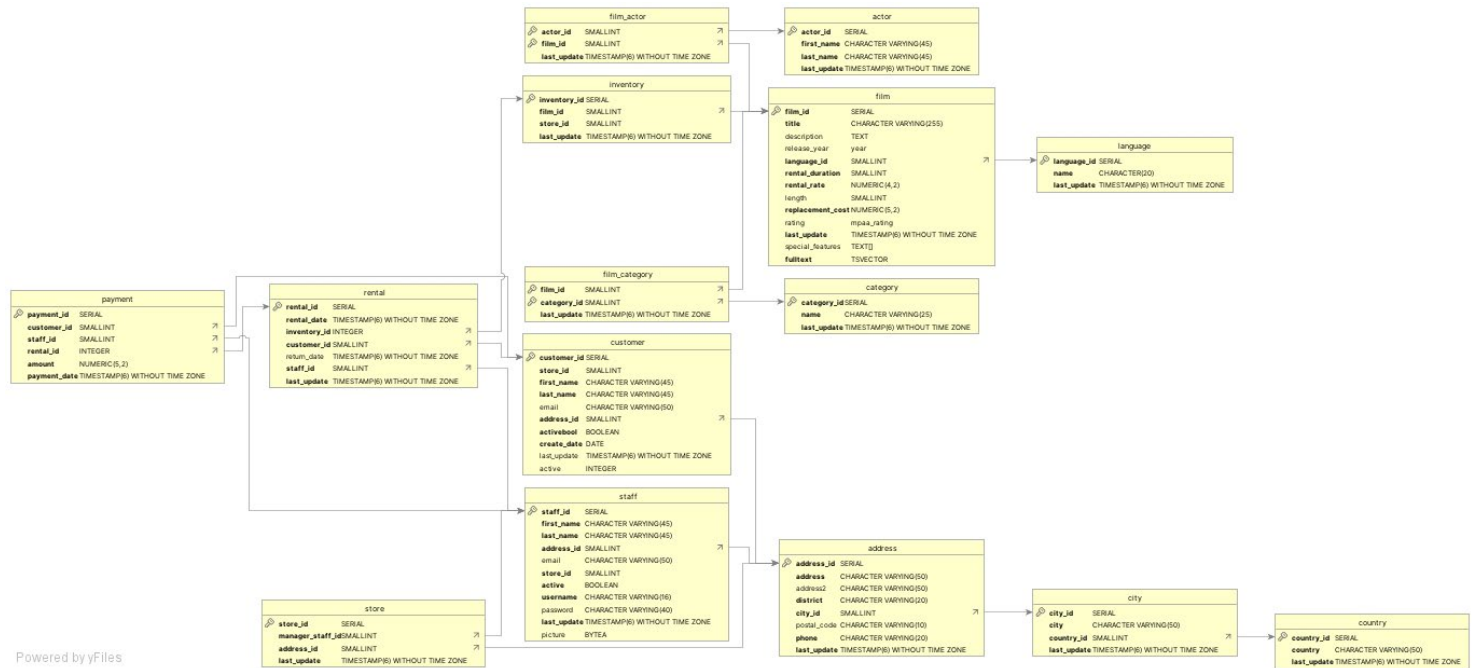 film_actor
actor_id SMALLINT
film_id SMALLINT
last_update TIMESTAMP(6) WITHOUT TIME ZONE
actor
actor_id SERIAL
first_name CHARACTER VARYING(45)
last_name CHARACTER VARYING(45)
last_update TIMESTAMP(6) WITHOUT TIME ZONE
inventory
inventory_id SERIAL
film_id SMALLINT
store_id SMALLINT
last_update TIMESTAMP(6) WITHOUT TIME ZONE
film
film_id SERIAL
title CHARACTER VARYING(255)
description TEXT
release_year year
language_id SMALLINT
rental_duration SMALLINT
rental_rate NUMERIC(4,2)
length SMALLINT
replacement_cost NUMERIC(5,2)
rating mpaa_rating
last_update TIMESTAMP(6) WITHOUT TIME ZONE
special_features TEXT[]
fulltext TSVECTOR
language
language_id SERIAL
name CHARACTER(20)
last_update TIMESTAMP(6) WITHOUT TIME ZONE
film_category
film_id SMALLINT
category_id SMALLINT
last_update TIMESTAMP(6) WITHOUT TIME ZONE
category
category_id SERIAL
name CHARACTER VARYING(25)
last_update TIMESTAMP(6) WITHOUT TIME ZONE
payment
payment_id SERIAL
customer_id SMALLINT
staff_id SMALLINT
rental_id INTEGER
amount NUMERIC(5,2)
payment_date TIMESTAMP(6) WITHOUT TIME ZONE
rental
rental_id SERIAL
rental_date TIMESTAMP(6) WITHOUT TIME ZONE
inventory_id INTEGER
customer_id SMALLINT
return_date TIMESTAMP(6) WITHOUT TIME ZONE
staff_id SMALLINT
last_update TIMESTAMP(6) WITHOUT TIME ZONE
customer
customer_id SERIAL
store_id SMALLINT
first_name CHARACTER VARYING(45)
last_name CHARACTER VARYING(45)
email CHARACTER VARYING(50)
address_id SMALLINT
activebool BOOLEAN
create_date DATE
last_update TIMESTAMP(6) WITHOUT TIME ZONE
active INTEGER
staff
staff_id SERIAL
first_name CHARACTER VARYING(45)
last_name CHARACTER VARYING(45)
address_id SMALLINT
email CHARACTER VARYING(50)
store_id SMALLINT
active BOOLEAN
username CHARACTER VARYING(16)
password CHARACTER VARYING(40)
last_update TIMESTAMP(6) WITHOUT TIME ZONE
picture BYTEA
store
store_id SERIAL
manager_staff_id SMALLINT
address_id SMALLINT
last_update TIMESTAMP(6) WITHOUT TIME ZONE
address
address_id SERIAL
address CHARACTER VARYING(50)
address2 CHARACTER VARYING(50)
district CHARACTER VARYING(20)
city_id SMALLINT
postal_code CHARACTER VARYING(10)
phone CHARACTER VARYING(20)
last_update TIMESTAMP(6) WITHOUT TIME ZONE
city
city_id SERIAL
city CHARACTER VARYING(50)
country_id SMALLINT
last_update TIMESTAMP(6) WITHOUT TIME ZONE
country
country_id SERIAL
country CHARACTER VARYING(50)
last_update TIMESTAMP(6) WITHOUT TIME ZONE
Powered by yFiles